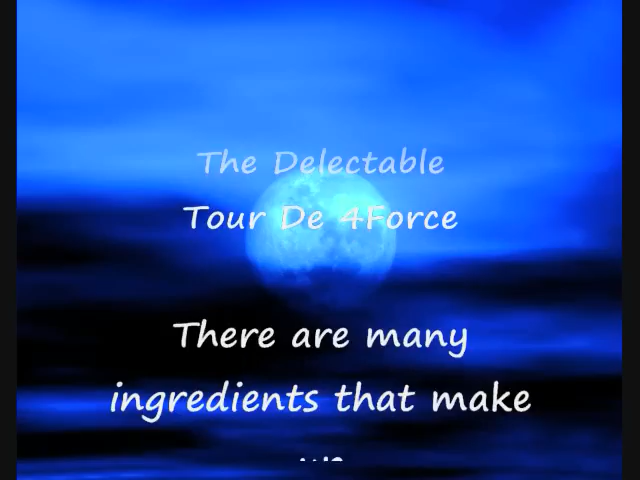 The Delectable
Tour De 4Force
There are many
ingredients that make